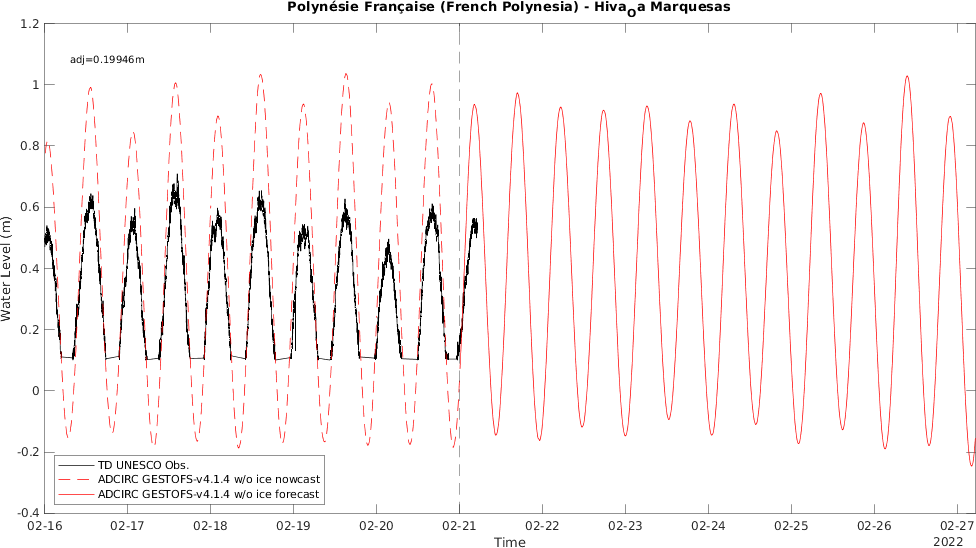 Polynésie Française (French Polynesia) - Hiva_Oa Marquesas
adj=0.19946m
Water Level (m)
1.2
1
0.8
0.6
0.4
0.2
0
-0.2
-0.4
TD UNESCO Obs.
ADCIRC GESTOFS-v4.1.4 w/o ice nowcast
ADCIRC GESTOFS-v4.1.4 w/o ice forecast
02-16 02-17 02-18 02-19 02-20 02-21 02-22 02-23 02-24 02-25 02-26 02-27
Time
2022